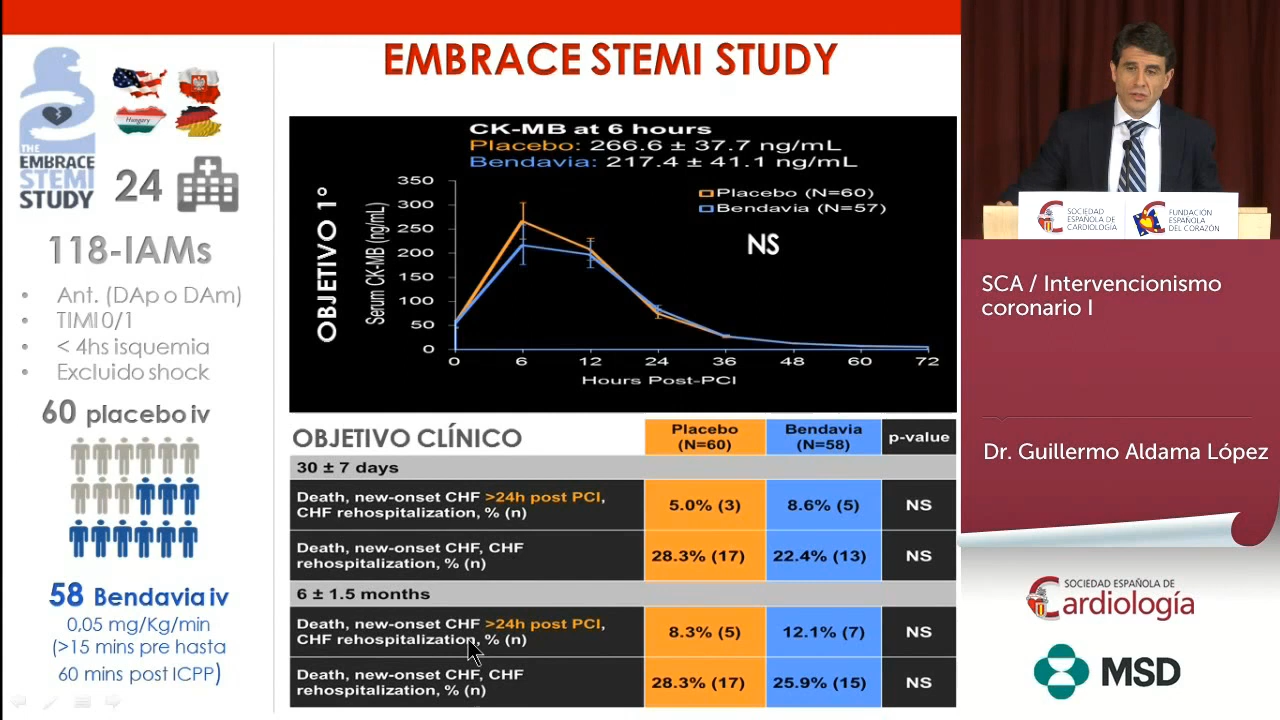 EMBRACE STEMI STUDY
Hungary
THE
EMBRACE
STEMI
STUDY
24
118-IAMs
• Ant. (DAp o DAm)
• TIMI 0/1
• < 4hs isquemia
• Excluido shock
60 placebo iv
58 Bendavia iv
0,05 mg/Kg/min
(>15 mins pre hasta
60 mins post ICPP)
OBJETIVO 1º
CK-MB at 6 hours
Placebo: 266.6 ± 37.7 ng/mL
Bendavia: 217.4 ± 41.1 ng/mL
Placebo (N=60)
Bendavia (N=57)
NS
Serum CK-MB (ng/mL)
350
300
250
200
150
100
50
0
0 6 12 24 36 48 60 72
Hours Post-PCI
OBJETIVO CLÍNICO
Placebo
(N=60)
Bendavia
(N=58)
p-value
30 ± 7 days
Death, new-onset CHF >24h post PCI,
CHF rehospitalization, % (n)
5.0% (3) 8.6% (5) NS
Death, new-onset CHF, CHF
rehospitalization, % (n)
28.3% (17) 22.4% (13) NS
6 ± 1.5 months
Death, new-onset CHF >24h post PCI,
CHF rehospitalization, % (n)
8.3% (5) 12.1% (7) NS
Death, new-onset CHF, CHF
rehospitalization, % (n)
28.3% (17) 25.9% (15) NS
SOCIEDAD
ESPAÑOLA DE
CARDIOLOGÍA
FUNDACIÓN
ESPAÑOLA
DEL CORAZÓN
SCA / Intervencionismo
coronario I
Dr. Guillermo Aldama López
SOCIEDAD ESPAÑOLA DE
Cardiología
MSD